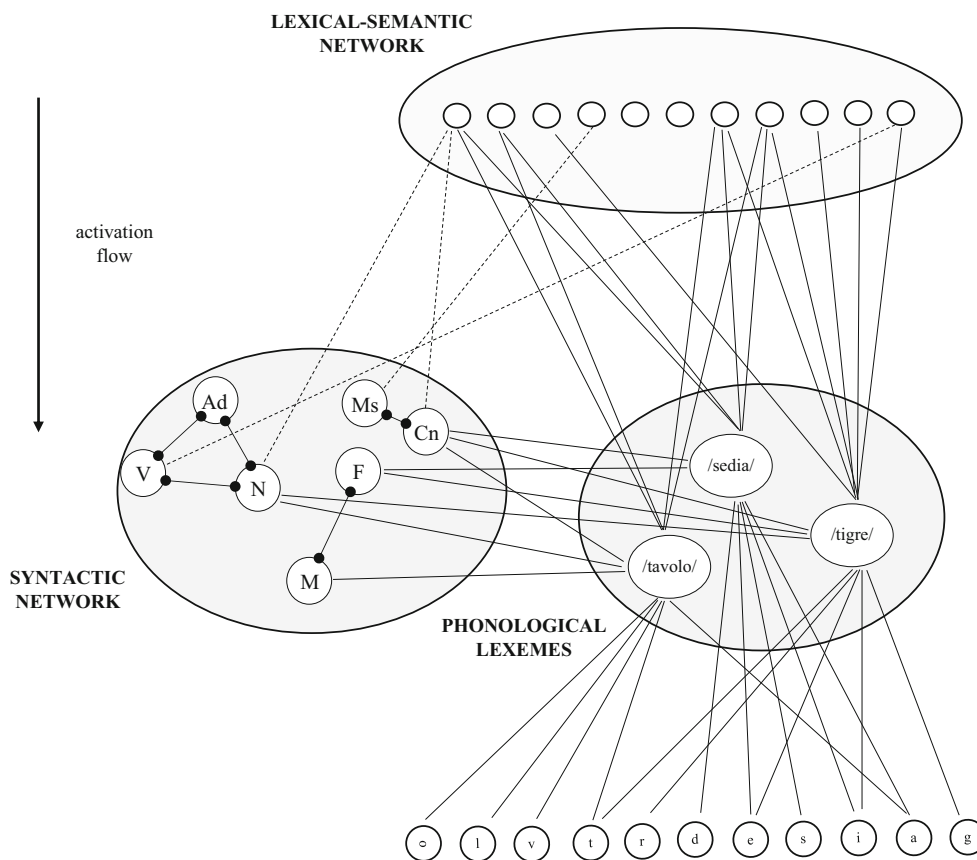 LEXICAL-SEMANTIC
NETWORK
activation
flow
Ad
Ms
Cn
V
N
F
M
/sedia/
/tigre/
/tavolo/
SYNTACTIC
NETWORK
PHONOLOGICAL
LEXEMES
o l v t r d e s i a g